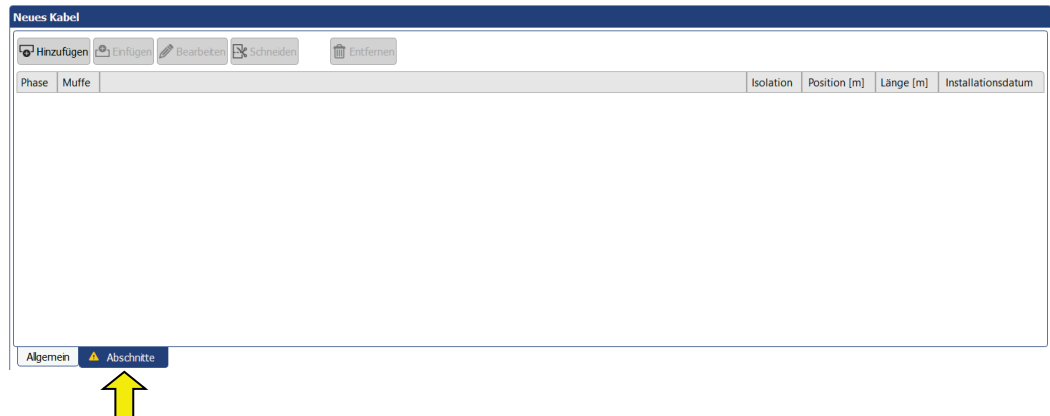 Neues Kabel
Hinzufügen Einfügen Bearbeiten Schneiden Entfernen
Phase Muffe Isolation Position [m] Länge [m] Installationsdatum
Allgemein Abschnitte